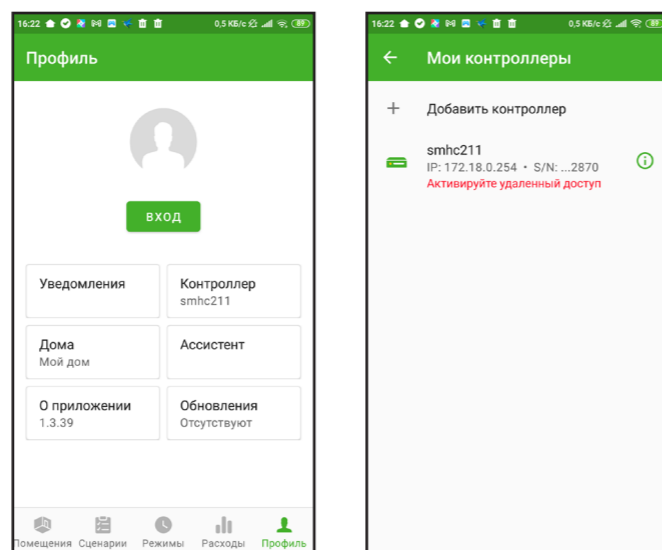 16:22 0,5 КБ/с 89
Профиль
ВХОД
Уведомления
Контроллер
smhc211
Дома
Мой дом
Ассистент
О приложении
1.3.39
Обновления
Отсутствуют
Помещения Сценарии Режимы Расходы Профиль
16:22 0,5 КБ/с 89
Мои контроллеры
Добавить контроллер
smhc211
IP: 172.18.0.254 • S/N: ...2870
Активируйте удаленный доступ